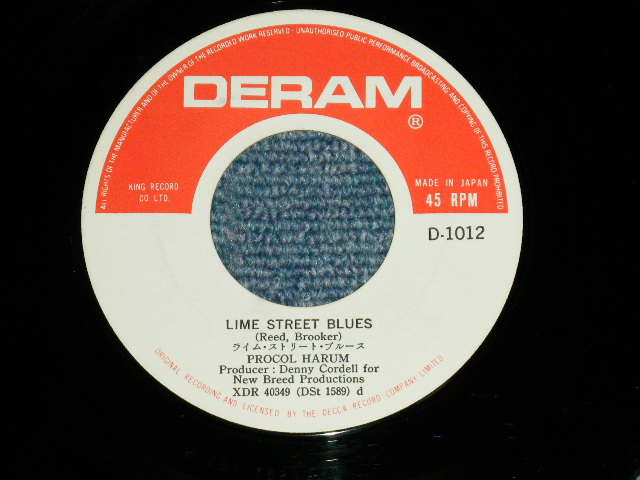 ALL RIGHTS OF THE MANUFACTURER AND OF THE OWNER OF THE RECORDED WORK RESERVED · UNAUTHORISED PUBLIC PERFORMANCE BROADCASTING AND COPYING OF THIS RECORD PROHIBITED
DERAM®
KING RECORD
CO LTD.
MADE IN JAPAN
45 RPM
D-1012
LIME STREET BLUES
(Reed, Brooker)
ライム・ストリート・ブルース
PROCOL HARUM
Producer : Denny Cordell for
New Breed Productions
XDR 40349 (DSt 1589) d
ORIGINAL RECORDING AND LICENSED BY THE DECCA RECORD COMPANY LIMITED